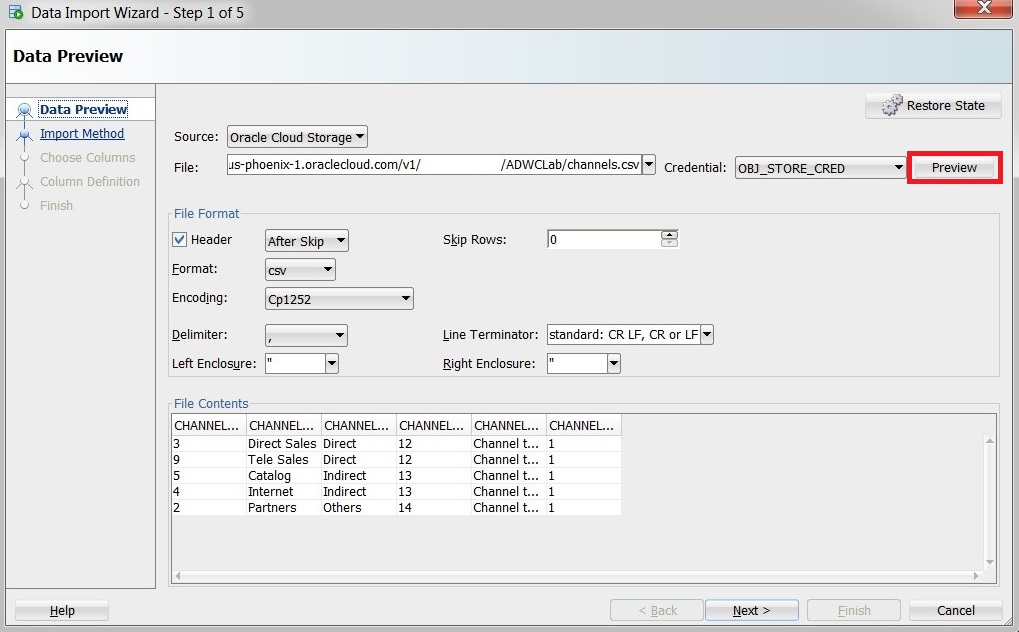 Data Import Wizard - Step 1 of 5
Data Preview
Data Preview
Import Method
Choose Columns
Column Definition
Finish
Restore State
Source: Oracle Cloud Storage
File: us-phoenix-1.oraclecloud.com/v1/ /ADWCLab/channels.csv Credential: OBJ_STORE_CRED Preview
File Format
Header After Skip Skip Rows: 0
Format: csv
Encoding: Cp1252
Delimiter: , Line Terminator: standard: CR LF, CR or LF
Left Enclosure: " Right Enclosure: "
File Contents
CHANNEL... CHANNEL... CHANNEL... CHANNEL... CHANNEL... CHANNEL...
3 Direct Sales Direct 12 Channel t... 1
9 Tele Sales Direct 12 Channel t... 1
5 Catalog Indirect 13 Channel t... 1
4 Internet Indirect 13 Channel t... 1
2 Partners Others 14 Channel t... 1
Help < Back Next > Finish Cancel